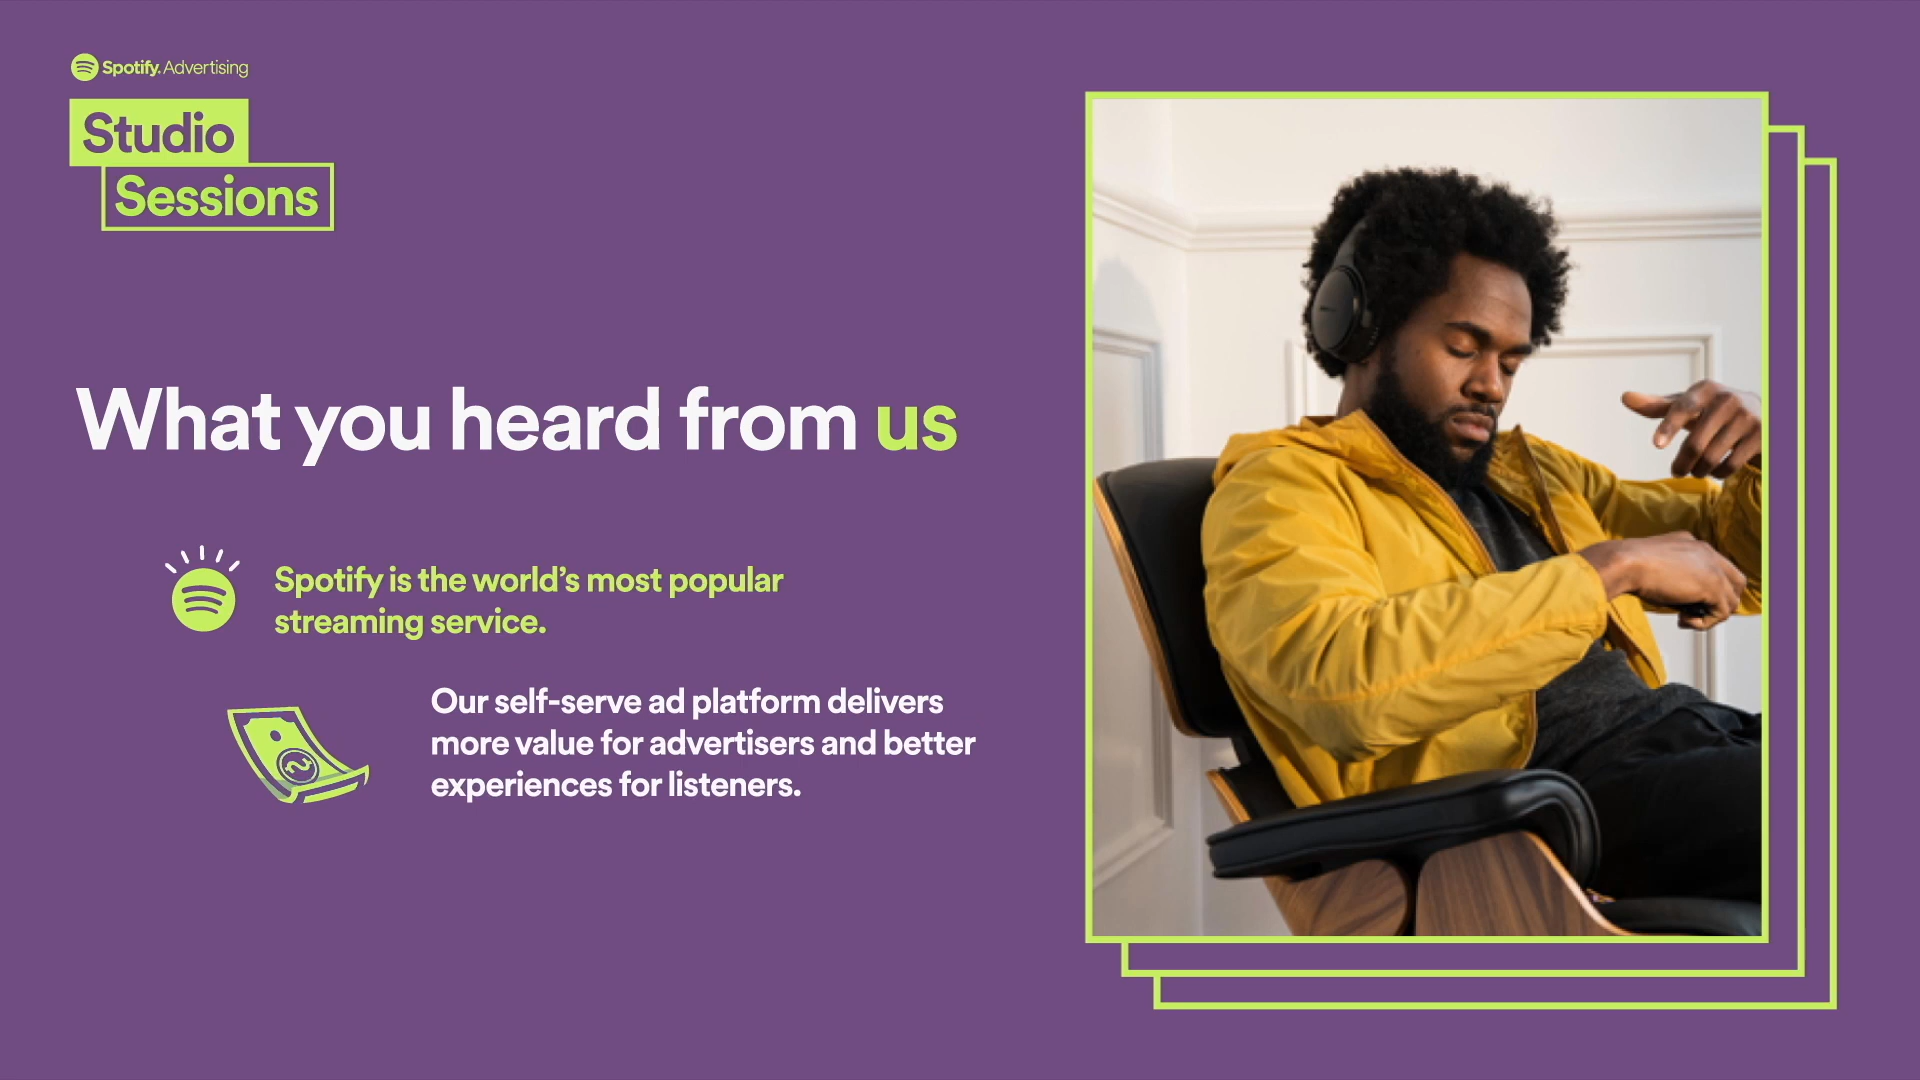 Spotify. Advertising
Studio
Sessions
What you heard from us
Spotify is the world's most popular
streaming service.
Our self-serve ad platform delivers
more value for advertisers and better
experiences for listeners.